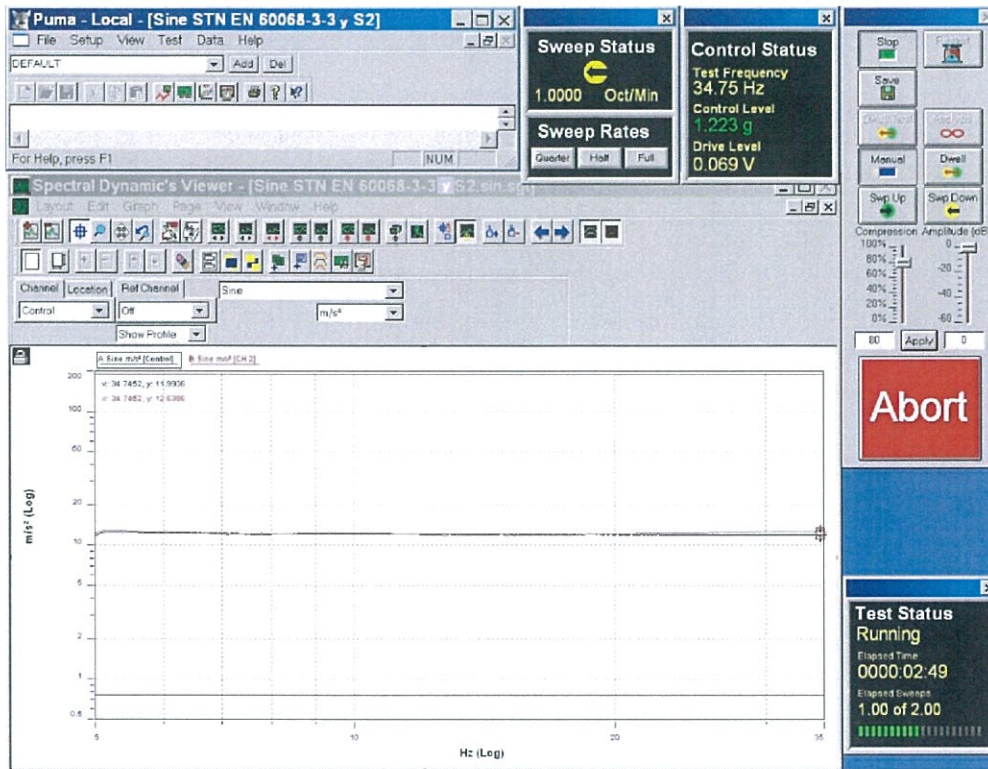 Puma - Local - [Sine STN EN 60068-3-3 y S2]
File Setup View Test Data Help
DEFAULT
Add Del
For Help, press F1
NUM
Sweep Status
1.0000 Oct/Min
Sweep Rates
Quarter Half Full
Control Status
Test Frequency
34.75 Hz
Control Level
1.223 g
Drive Level
0.069 V
Stop
Save
Manual Dwell
Swp Up Swp Down
Compression Amplitude (dB
100% 0
80% -20
60%
40% -40
20%
0% -60
80 Apply 0
Abort
Spectral Dynamic's Viewer - [Sine STN EN 60068-3-3 y S2.sin.sgt]
Layout Edit Graph Page View Window Help
Channel Location Ref Channel
Sine
Control Off m/s²
Show Profile
A Sine m/s² [Control] B Sine m/s² [CH 2]
x: 34.7452, y: 11.9936
200
100
50
20
10
5
2
1
0.5
m/s² (Log)
5 10 20 35
Hz (Log)
Test Status
Running
Elapsed Time
0000:02:49
Elapsed Sweeps
1.00 of 2.00